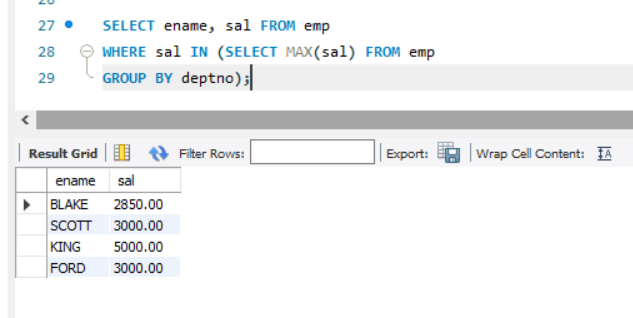 27 SELECT ename, sal FROM emp
28 WHERE sal IN (SELECT MAX(sal) FROM emp
29 GROUP BY deptno);
Result Grid Filter Rows: Export: Wrap Cell Content: IA
ename sal
BLAKE 2850.00
SCOTT 3000.00
KING 5000.00
FORD 3000.00